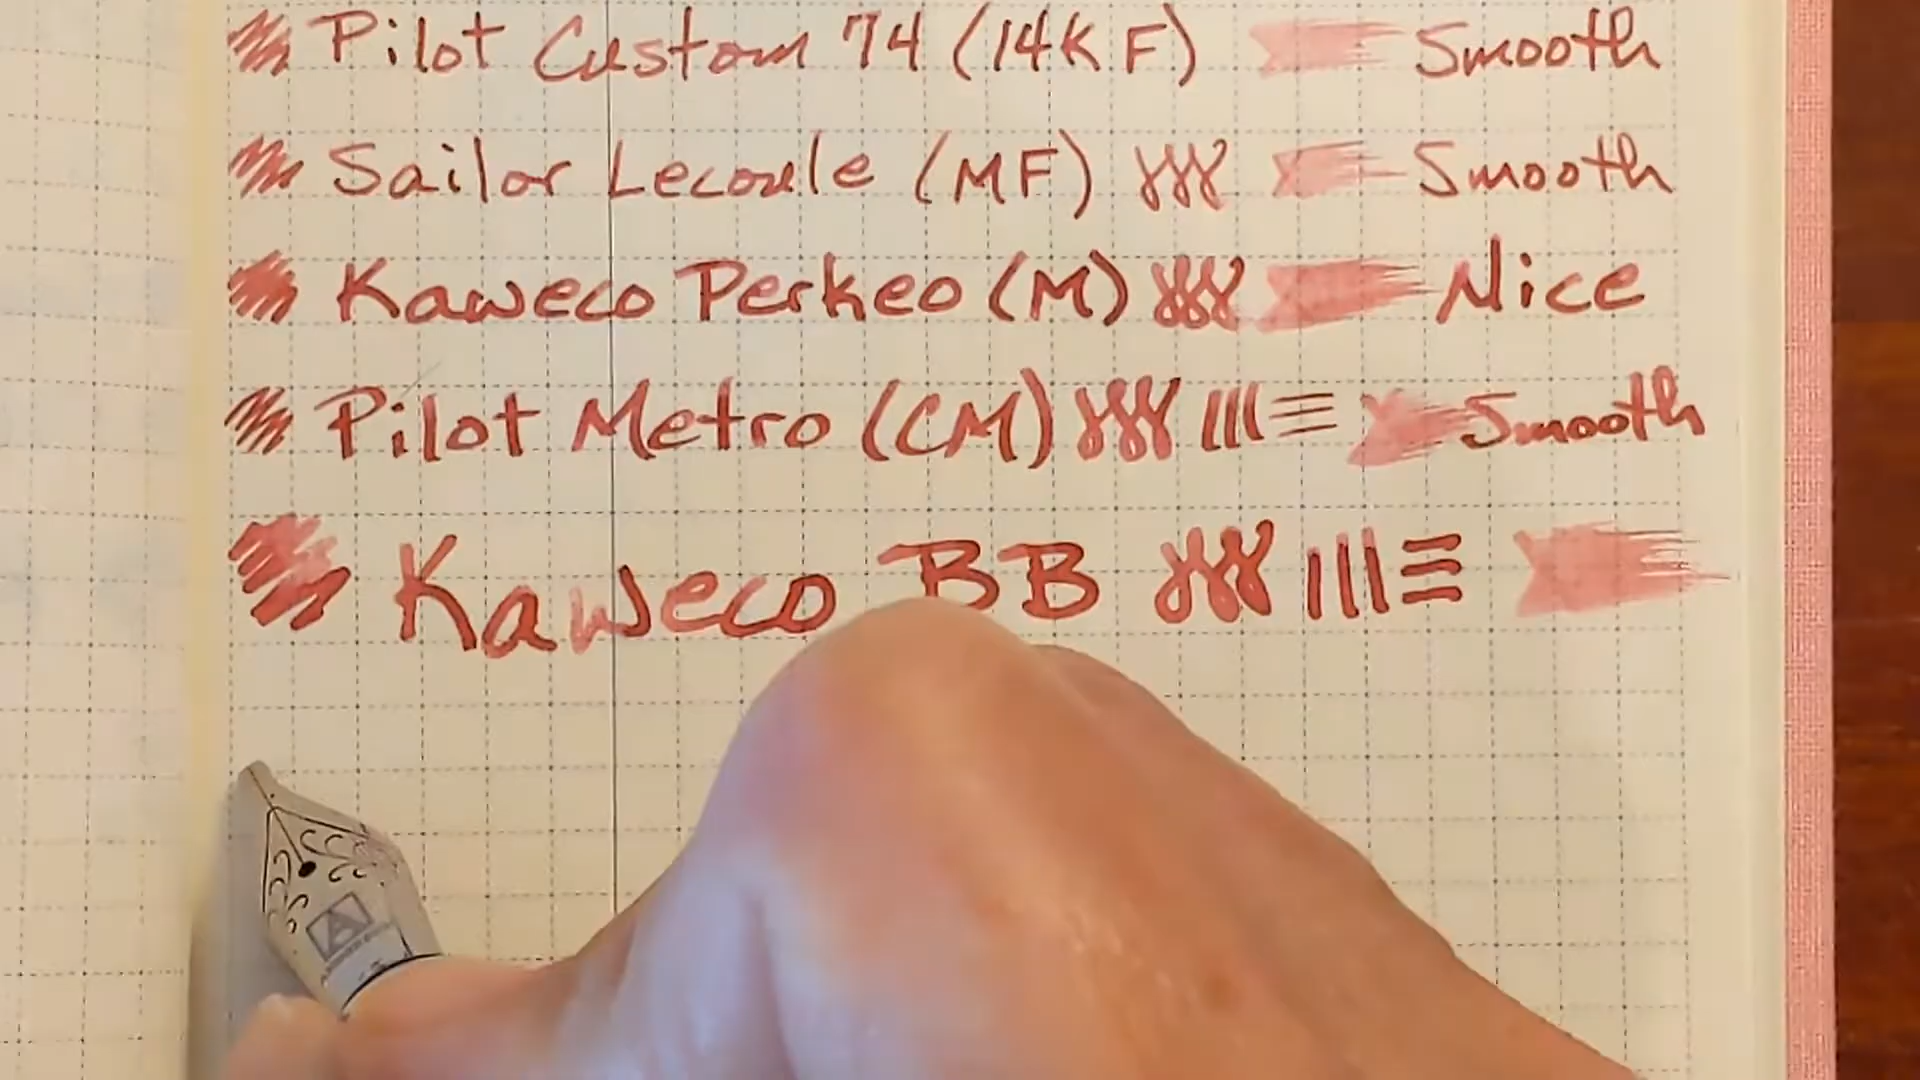 Pilot Custom 74 (14K F) Smooth
Sailor Lecoule (MF) Smooth
Kaweco Perkeo (M) Nice
Pilot Metro (CM) Smooth
Kaweco BB
A